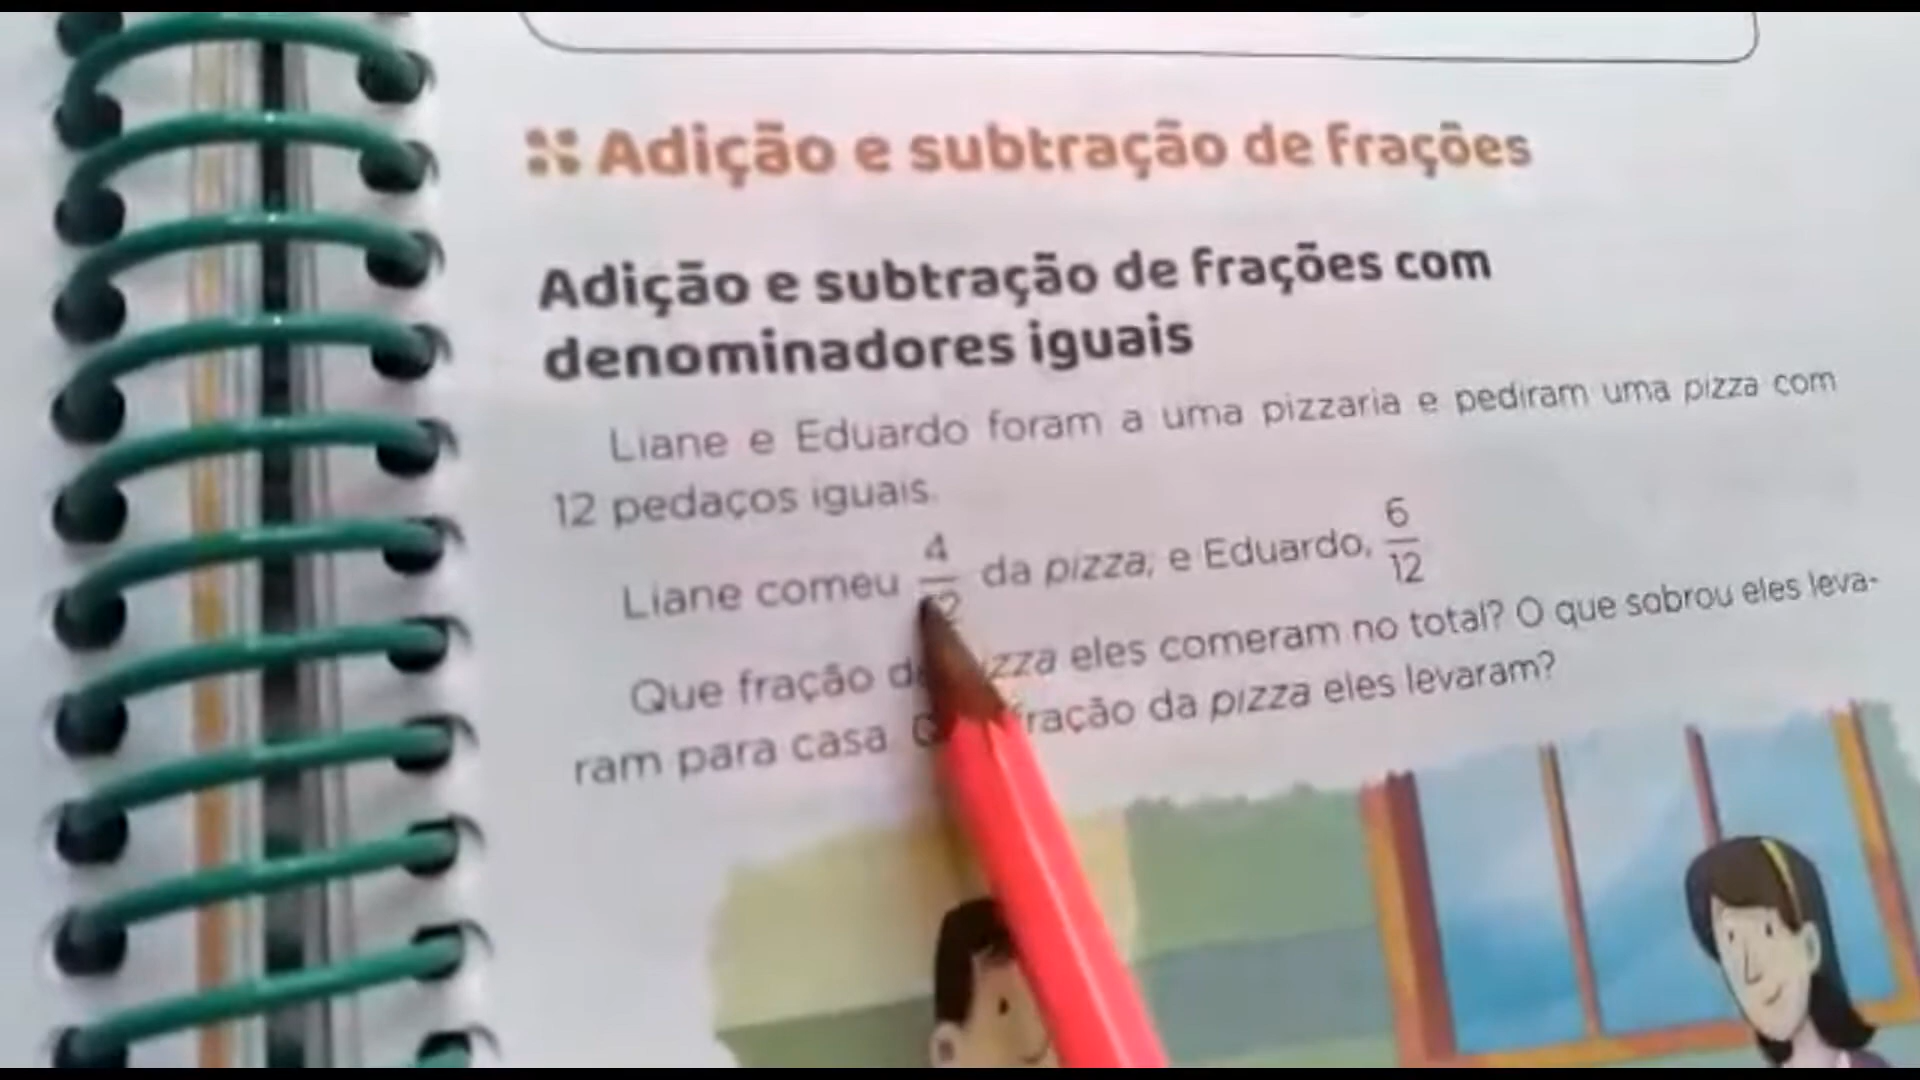 Adição e subtração de frações
Adição e subtração de frações com
denominadores iguais
Liane e Eduardo foram a uma pizzaria e pediram uma pizza com
12 pedaços iguais.
Liane comeu 4/12 da pizza; e Eduardo, 6/12
Que fração eles comeram no total? O que sobrou eles leva-
ram para casa. da pizza eles levaram?